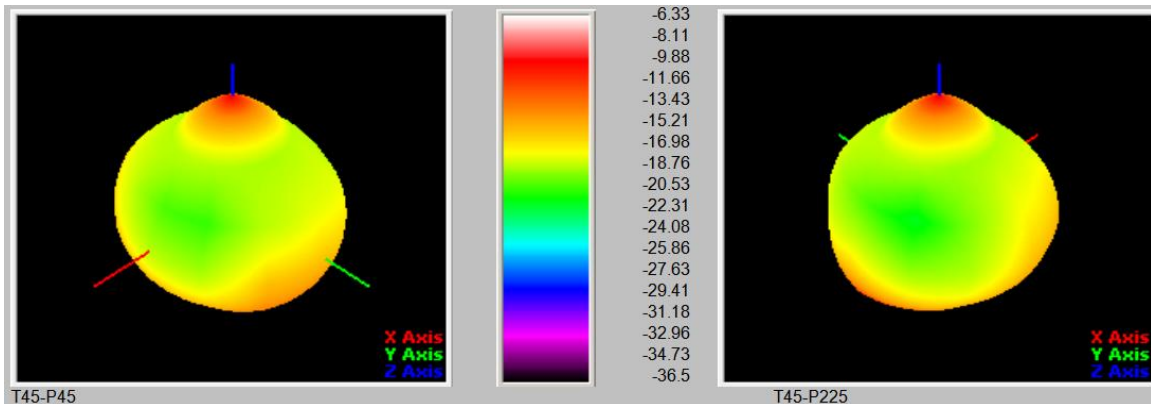 -6.33
-8.11
-9.88
-11.66
-13.43
-15.21
-16.98
-18.76
-20.53
-22.31
-24.08
-25.86
-27.63
-29.41
-31.18
-32.96
-34.73
-36.5
X Axis
Y Axis
Z Axis
X Axis
Y Axis
Z Axis
T45-P45
T45-P225